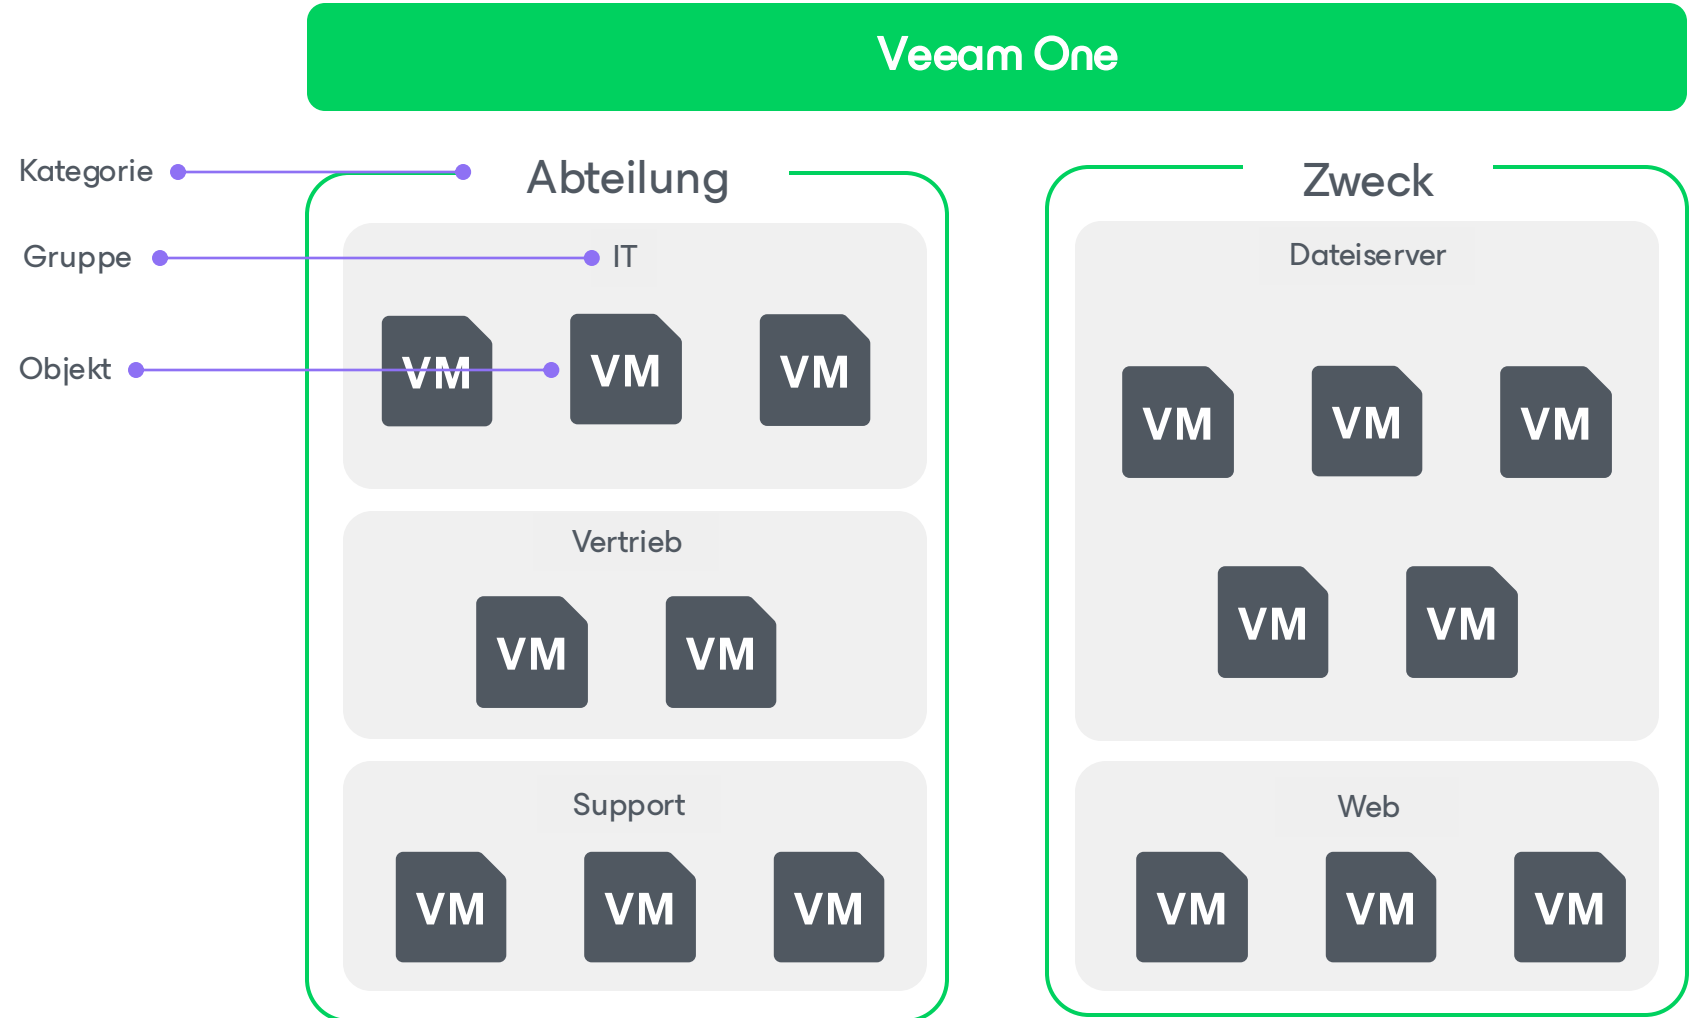 Veeam One
Kategorie
Abteilung
Zweck
Gruppe
IT
Dateiserver
Objekt
VM
VM
VM
VM
VM
VM
Vertrieb
VM
VM
VM
VM
Support
Web
VM
VM
VM
VM
VM
VM